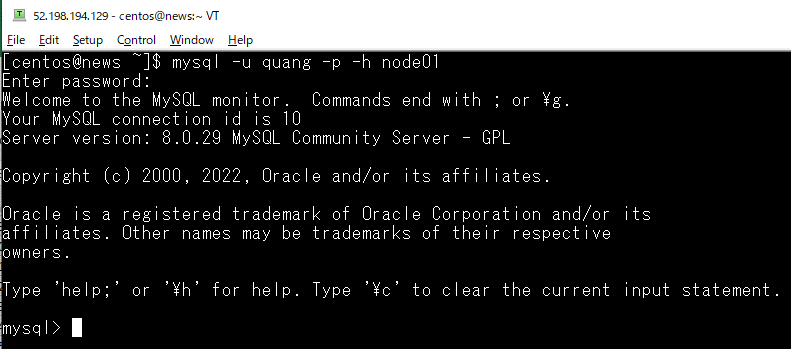 52.198.194.129 - centos@news:~ VT
File Edit Setup Control Window Help
[centos@news ~]$ mysql -u quang -p -h node01
Enter password:
Welcome to the MySQL monitor.  Commands end with ; or ¥g.
Your MySQL connection id is 10
Server version: 8.0.29 MySQL Community Server - GPL
Copyright (c) 2000, 2022, Oracle and/or its affiliates.
Oracle is a registered trademark of Oracle Corporation and/or its
affiliates. Other names may be trademarks of their respective
owners.
Type 'help;' or '¥h' for help. Type '¥c' to clear the current input statement.
mysql>